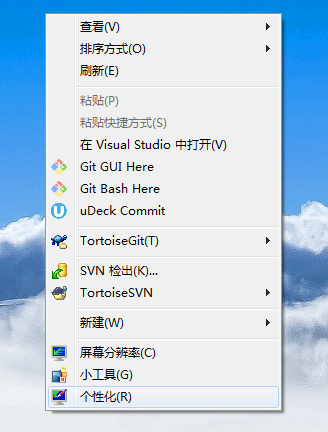 查看(V)
排序方式(O)
刷新(E)
粘贴(P)
粘贴快捷方式(S)
在 Visual Studio 中打开(V)
Git GUI Here
Git Bash Here
uDeck Commit
TortoiseGit(T)
SVN 检出(K)...
TortoiseSVN
新建(W)
屏幕分辨率(C)
小工具(G)
个性化(R)